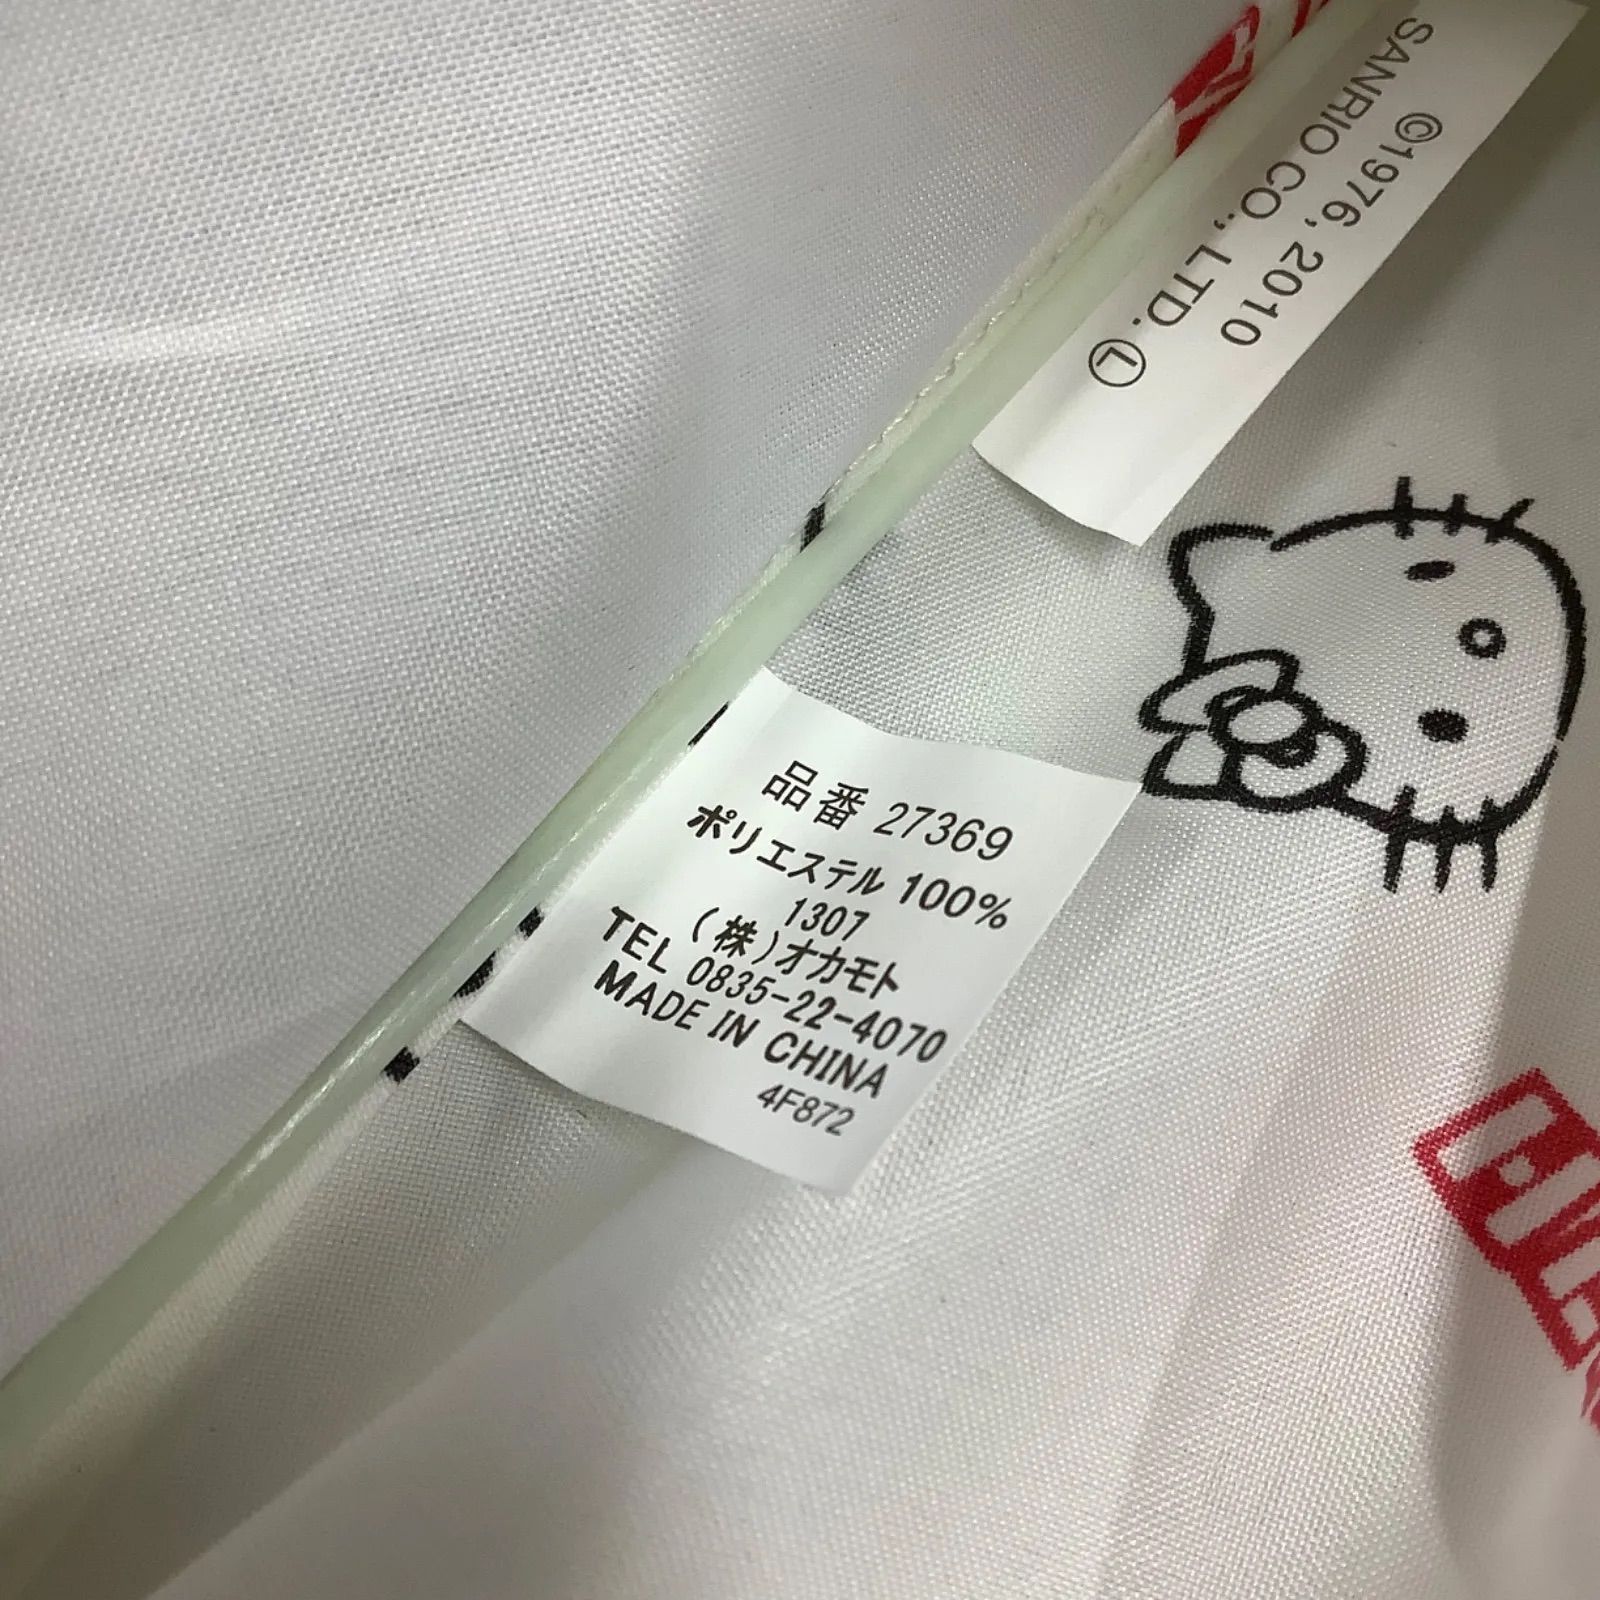 ©1976, 2010
SANRIO CO., LTD. Ⓛ
品番 27369
ポリエステル 100%
1307
(株)オカモト
TEL 0835-22-4070
MADE IN CHINA
4F872